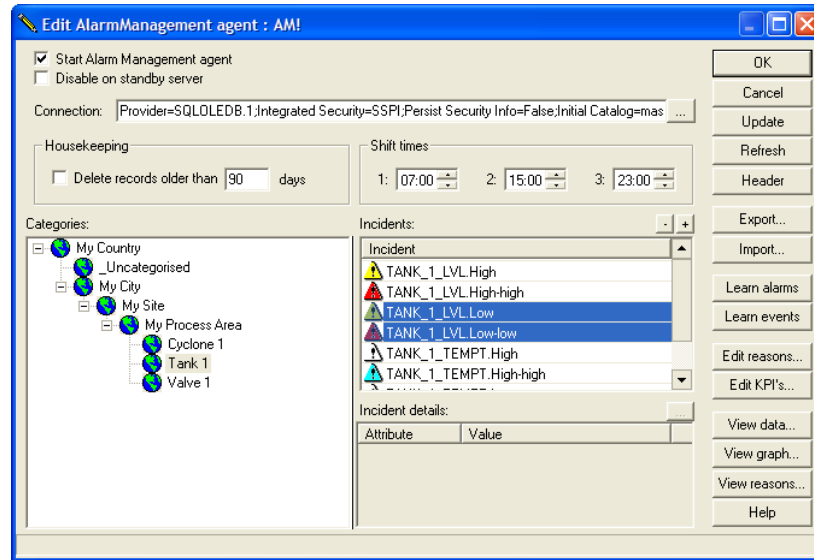 Edit AlarmManagement agent : AM!
Start Alarm Management agent
Disable on standby server
Connection: Provider=SQLOLEDB.1;Integrated Security=SSPI;Persist Security Info=False;Initial Catalog=mas ...
Housekeeping
Delete records older than 90 days
Shift times
1: 07:00 2: 15:00 3: 23:00
Categories:
My Country
_Uncategorised
My City
My Site
My Process Area
Cyclone 1
Tank 1
Valve 1
Incidents: - +
Incident
TANK_1_LVL.High
TANK_1_LVL.High-high
TANK_1_LVL.Low
TANK_1_LVL.Low-low
TANK_1_TEMPT.High
TANK_1_TEMPT.High-high
Incident details: ...
Attribute Value
OK
Cancel
Update
Refresh
Header
Export...
Import...
Learn alarms
Learn events
Edit reasons...
Edit KPI's...
View data...
View graph...
View reasons...
Help